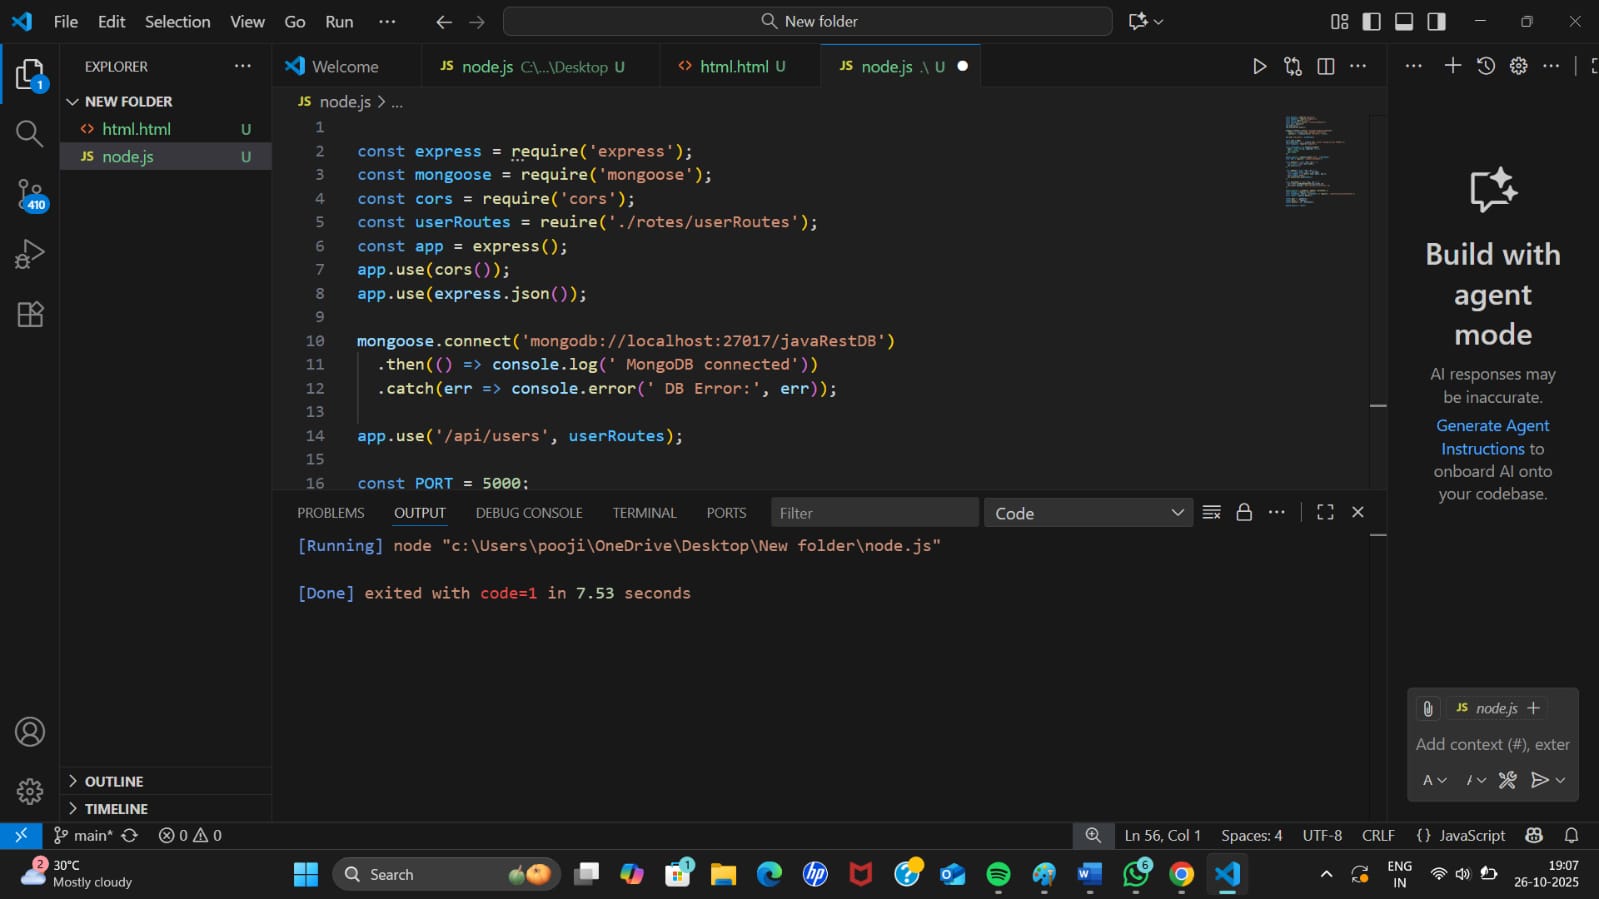 File Edit Selection View Go Run ...
New folder
EXPLORER ...
NEW FOLDER
html.html U
JS node.js U
1
410
OUTLINE
TIMELINE
Welcome
JS node.js C:\...\Desktop U
html.html U
JS node.js .\ U
JS node.js > ...
1
2 const express = require('express');
3 const mongoose = require('mongoose');
4 const cors = require('cors');
5 const userRoutes = reuire('./rotes/userRoutes');
6 const app = express();
7 app.use(cors());
8 app.use(express.json());
9
10 mongoose.connect('mongodb://localhost:27017/javaRestDB')
11 .then(() => console.log(' MongoDB connected'))
12 .catch(err => console.error(' DB Error:', err));
13
14 app.use('/api/users', userRoutes);
15
16 const PORT = 5000;
PROBLEMS OUTPUT DEBUG CONSOLE TERMINAL PORTS
Filter
Code
[Running] node "c:\Users\pooji\OneDrive\Desktop\New folder\node.js"
[Done] exited with code=1 in 7.53 seconds
Build with
agent
mode
AI responses may
be inaccurate.
Generate Agent
Instructions to
onboard AI onto
your codebase.
JS node.js +
Add context (#), exter
A
main* 0 0
Ln 56, Col 1 Spaces: 4 UTF-8 CRLF {} JavaScript
2
30°C
Mostly cloudy
Search
1
hp
6
ENG
IN
19:07
26-10-2025